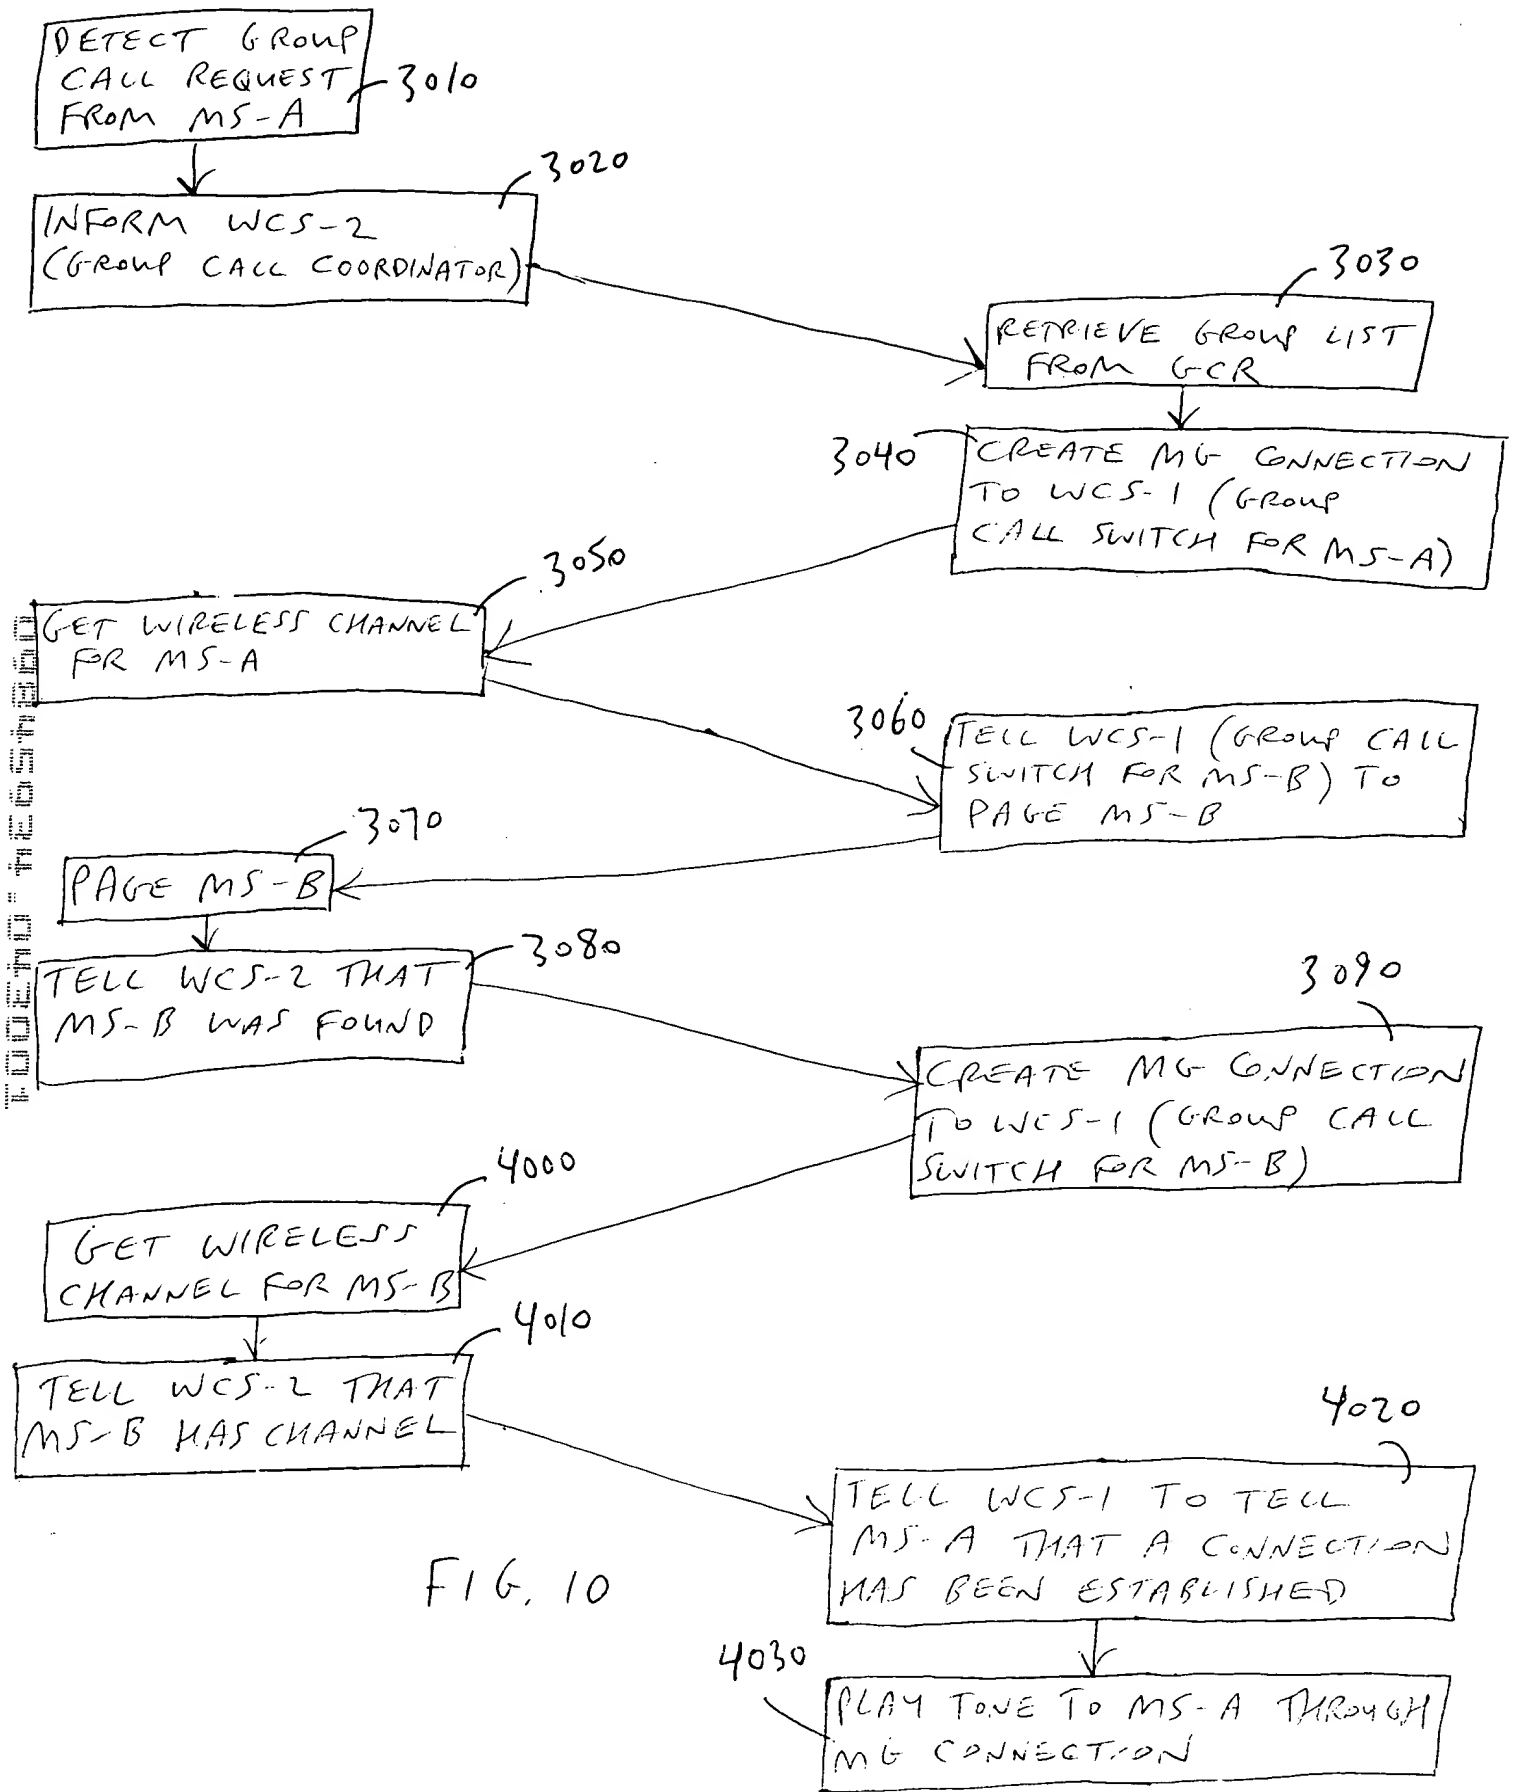 DETECT GROUP
CALL REQUEST
FROM MS-A
3010
3020
INFORM WCS-2
(GROUP CALL COORDINATOR)
3030
RETRIEVE GROUP LIST
FROM GCR
3040
CREATE MG CONNECTION
TO WCS-1 (GROUP
CALL SWITCH FOR MS-A)
3050
GET WIRELESS CHANNEL
FOR MS-A
3060
TELL WCS-1 (GROUP CALL
SWITCH FOR MS-B) TO
PAGE MS-B
3070
PAGE MS-B
3080
TELL WCS-2 THAT
MS-B WAS FOUND
3090
CREATE MG CONNECTION
TO WCS-1 (GROUP CALL
SWITCH FOR MS-B)
4000
GET WIRELESS
CHANNEL FOR MS-B
4010
TELL WCS-2 THAT
MS-B HAS CHANNEL
4020
TELL WCS-1 TO TELL
MS-A THAT A CONNECTION
HAS BEEN ESTABLISHED
4030
PLAY TONE TO MS-A THROUGH
MG CONNECTION
FIG. 10